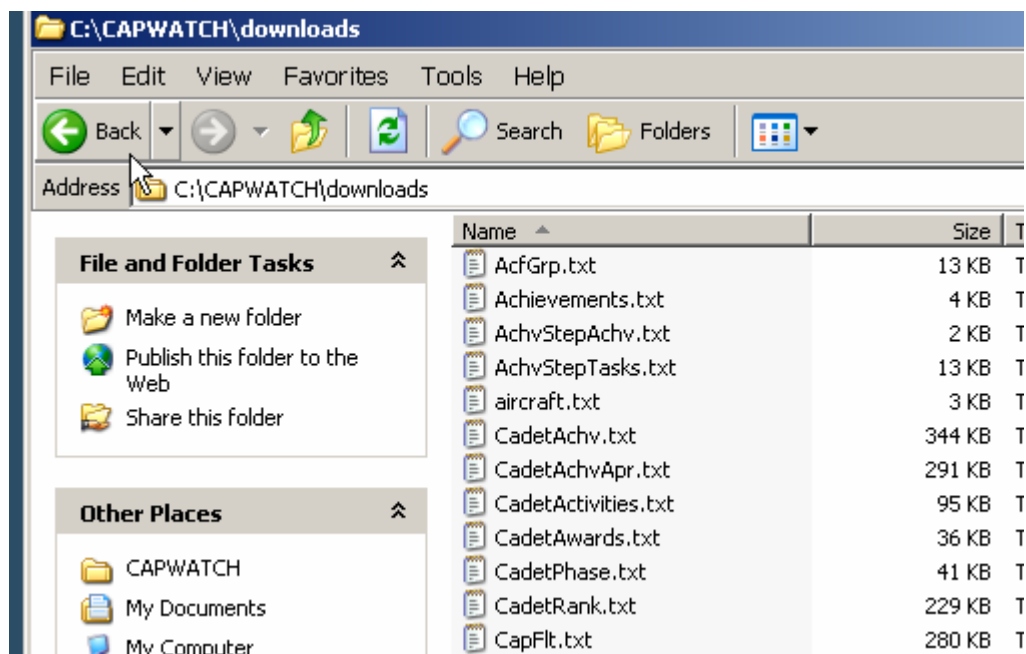 C:\CAPWATCH\downloads
File Edit View Favorites Tools Help
Back Search Folders
Address C:\CAPWATCH\downloads
Name Size T
File and Folder Tasks
Make a new folder
Publish this folder to the
Web
Share this folder
Other Places
CAPWATCH
My Documents
My Computer
AcfGrp.txt 13 KB T
Achievements.txt 4 KB T
AchvStepAchv.txt 2 KB T
AchvStepTasks.txt 13 KB T
aircraft.txt 3 KB T
CadetAchv.txt 344 KB T
CadetAchvApr.txt 291 KB T
CadetActivities.txt 95 KB T
CadetAwards.txt 36 KB T
CadetPhase.txt 41 KB T
CadetRank.txt 229 KB T
CapFlt.txt 280 KB T